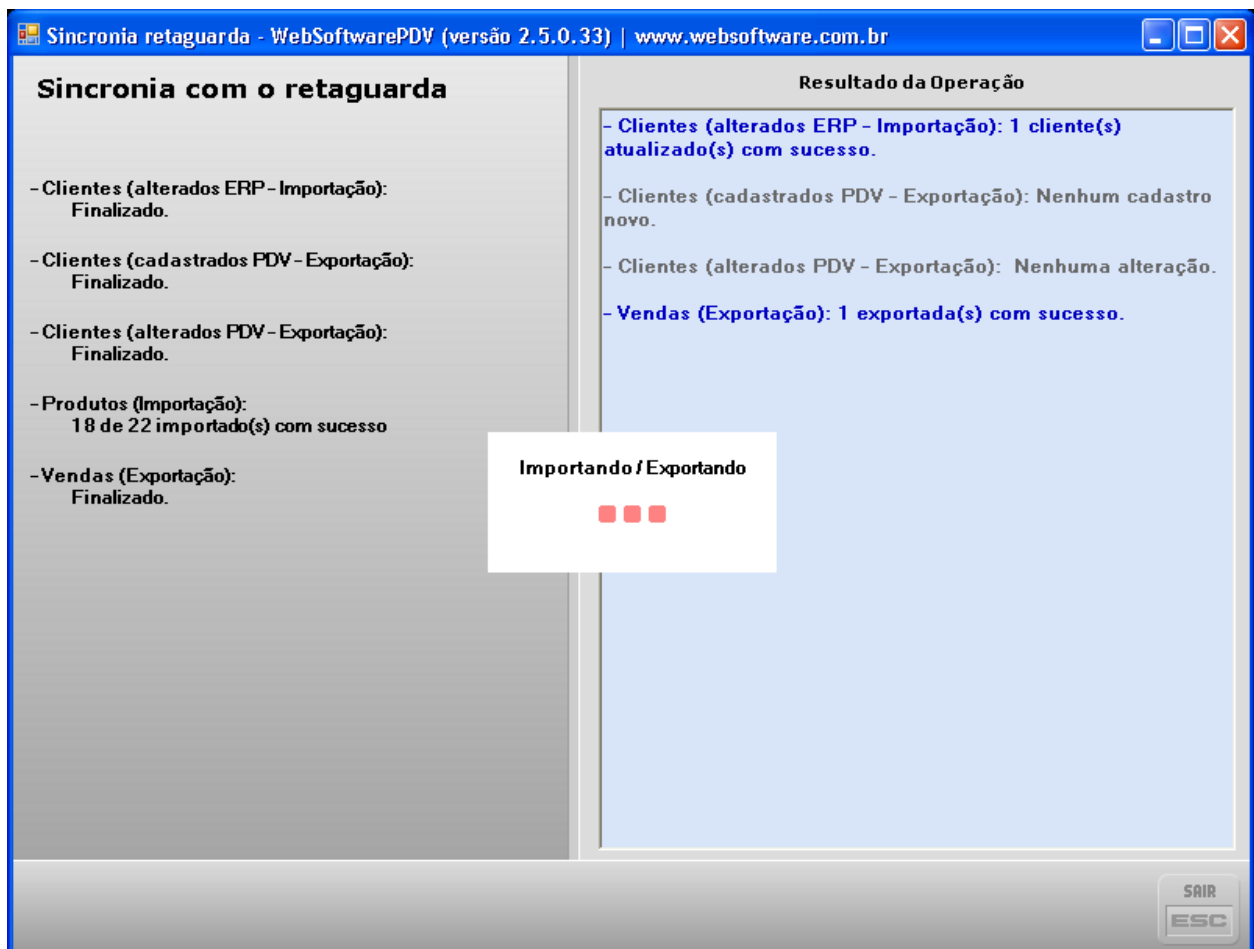 Sincronia retaguarda - WebSoftwarePDV (versão 2.5.0.33) | www.websoftware.com.br
Sincronia com o retaguarda
- Clientes (alterados ERP - Importação):
Finalizado.
- Clientes (cadastrados PDV - Exportação):
Finalizado.
- Clientes (alterados PDV - Exportação):
Finalizado.
- Produtos (Importação):
18 de 22 importado(s) com sucesso
- Vendas (Exportação):
Finalizado.
Resultado da Operação
- Clientes (alterados ERP - Importação): 1 cliente(s)
atualizado(s) com sucesso.
- Clientes (cadastrados PDV - Exportação): Nenhum cadastro
novo.
- Clientes (alterados PDV - Exportação):  Nenhuma alteração.
- Vendas (Exportação): 1 exportada(s) com sucesso.
Importando / Exportando
SAIR
ESC